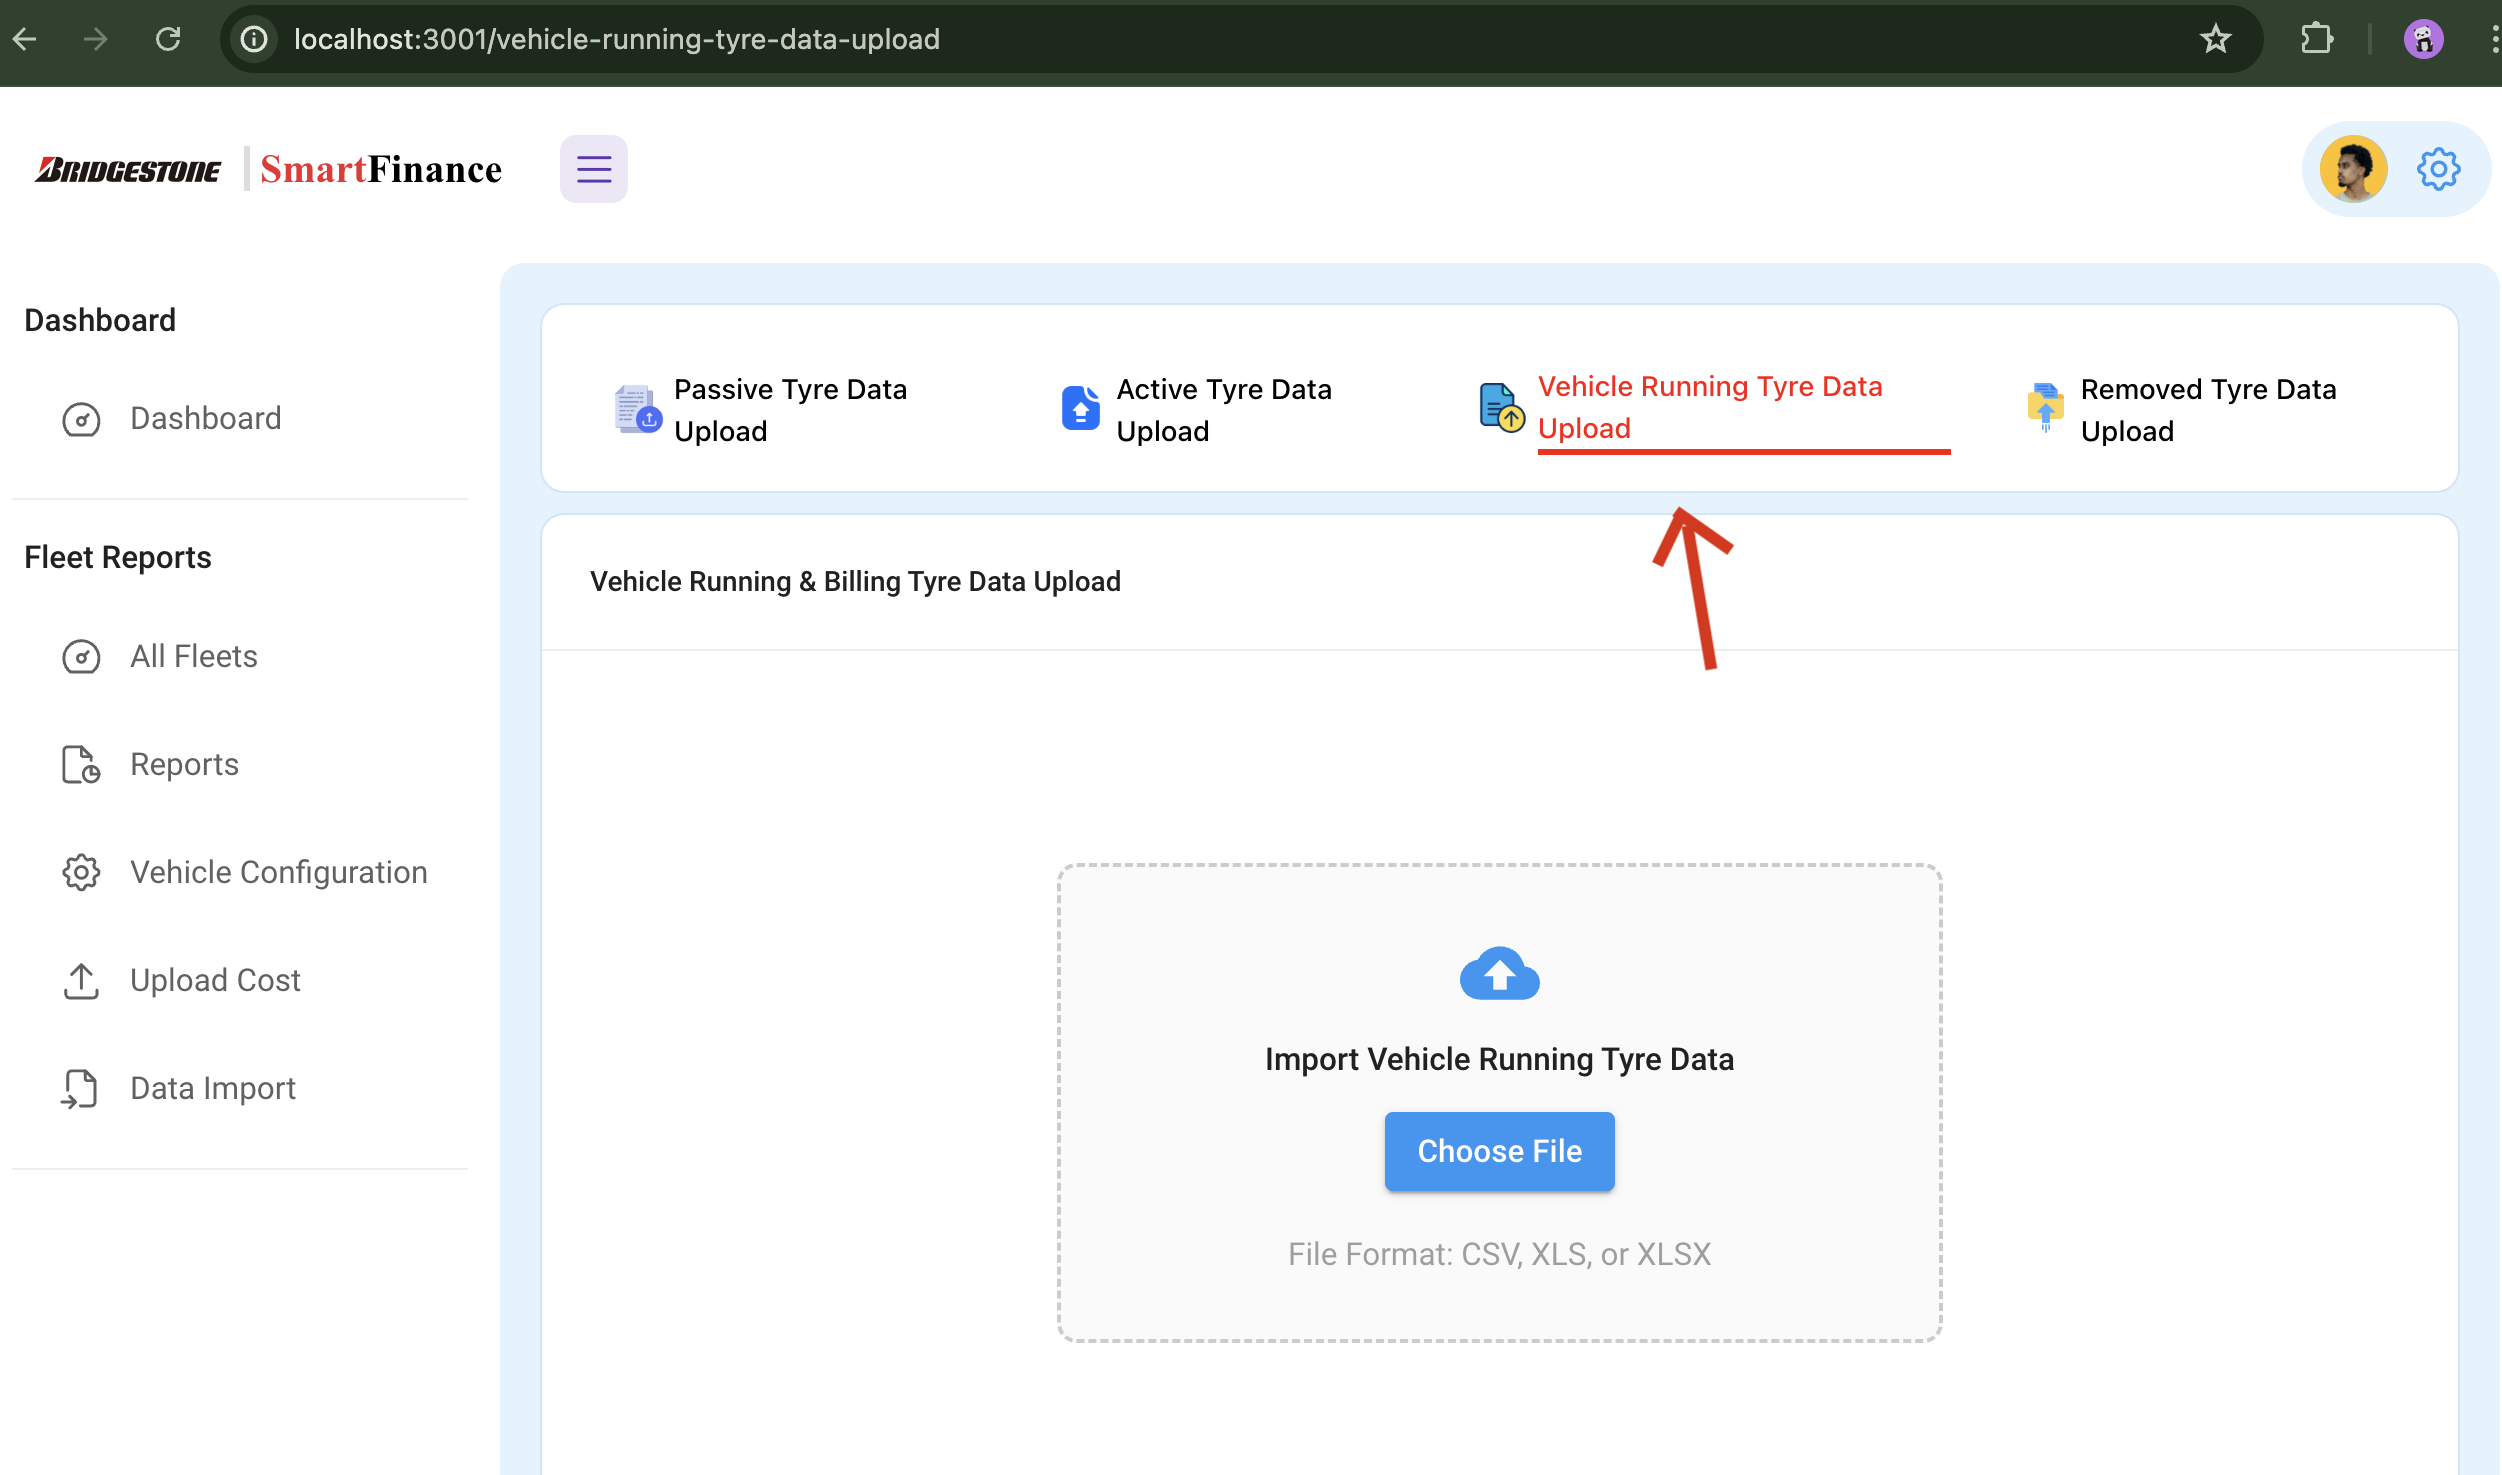 localhost:3001/vehicle-running-tyre-data-upload
BRIDGESTONE
SmartFinance
Dashboard
Dashboard
Fleet Reports
All Fleets
Reports
Vehicle Configuration
Upload Cost
Data Import
Passive Tyre Data
Upload
Active Tyre Data
Upload
Vehicle Running Tyre Data
Upload
Removed Tyre Data
Upload
Vehicle Running & Billing Tyre Data Upload
Import Vehicle Running Tyre Data
Choose File
File Format: CSV, XLS, or XLSX